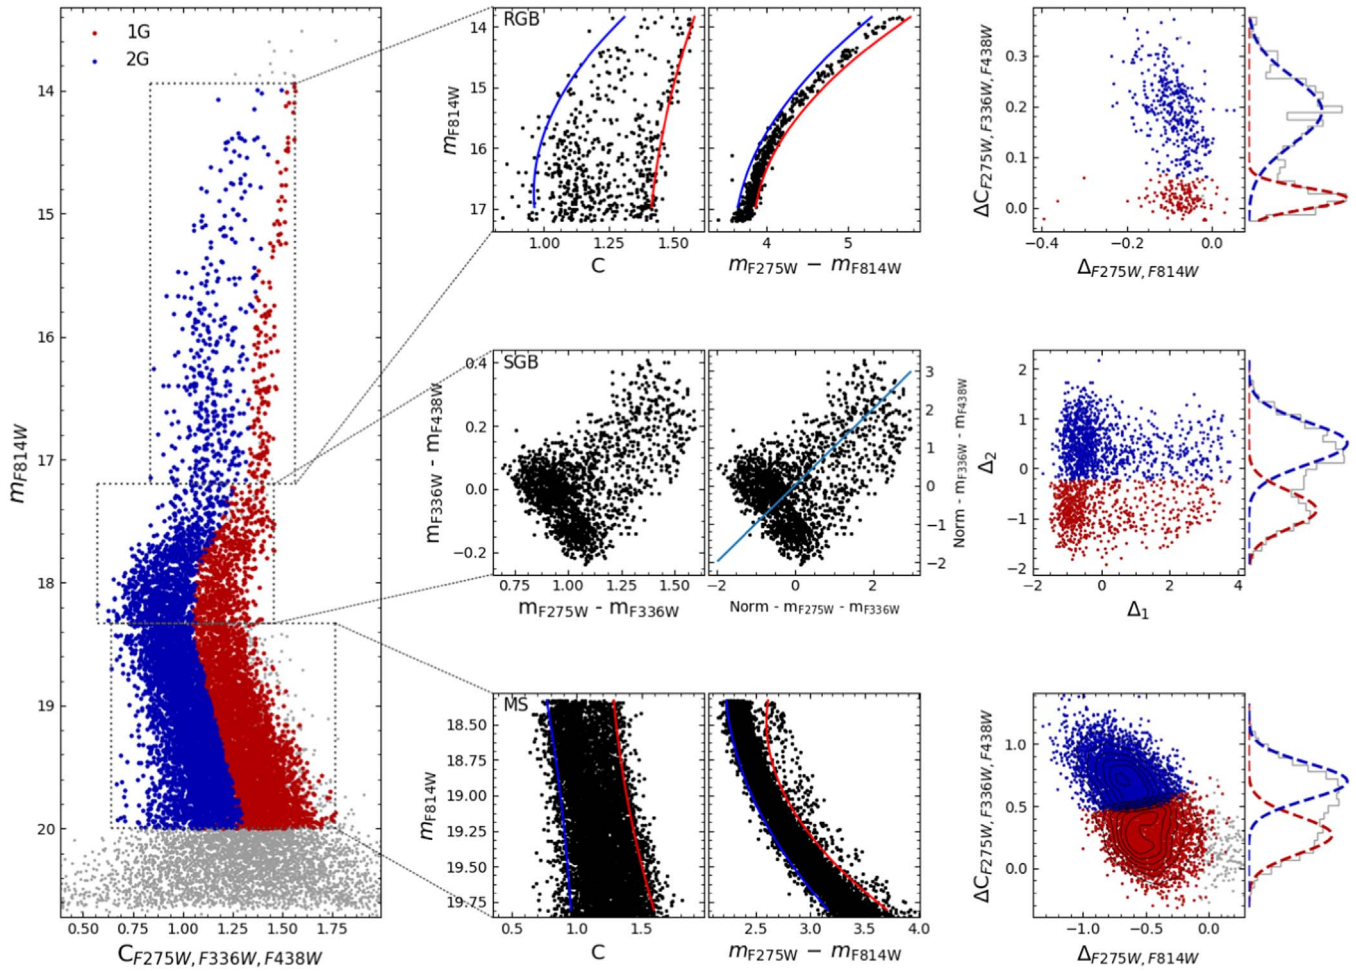 1G
2G
14
15
16
17
18
19
20
m_F814W
0.50 0.75 1.00 1.25 1.50 1.75
C_F275W, F336W, F438W
RGB
14
15
16
17
m_F814W
1.00 1.25 1.50
C
4 5
m_F275W − m_F814W
0.3
0.2
0.1
0.0
ΔC_F275W, F336W, F438W
−0.4 −0.2 0.0
Δ_F275W, F814W
SGB
0.4
0.2
0.0
−0.2
m_F336W - m_F438W
0.75 1.00 1.25 1.50
m_F275W - m_F336W
3
2
1
0
−1
−2
Norm - m_F336W - m_F438W
−2 0 2
Norm - m_F275W - m_F336W
2
1
0
−1
−2
Δ_2
−2 0 2 4
Δ_1
MS
18.50
18.75
19.00
19.25
19.50
19.75
m_F814W
0.5 1.0 1.5
C
2.5 3.0 3.5 4.0
m_F275W − m_F814W
1.0
0.5
0.0
ΔC_F275W, F336W, F438W
−1.0 −0.5 0.0
Δ_F275W, F814W